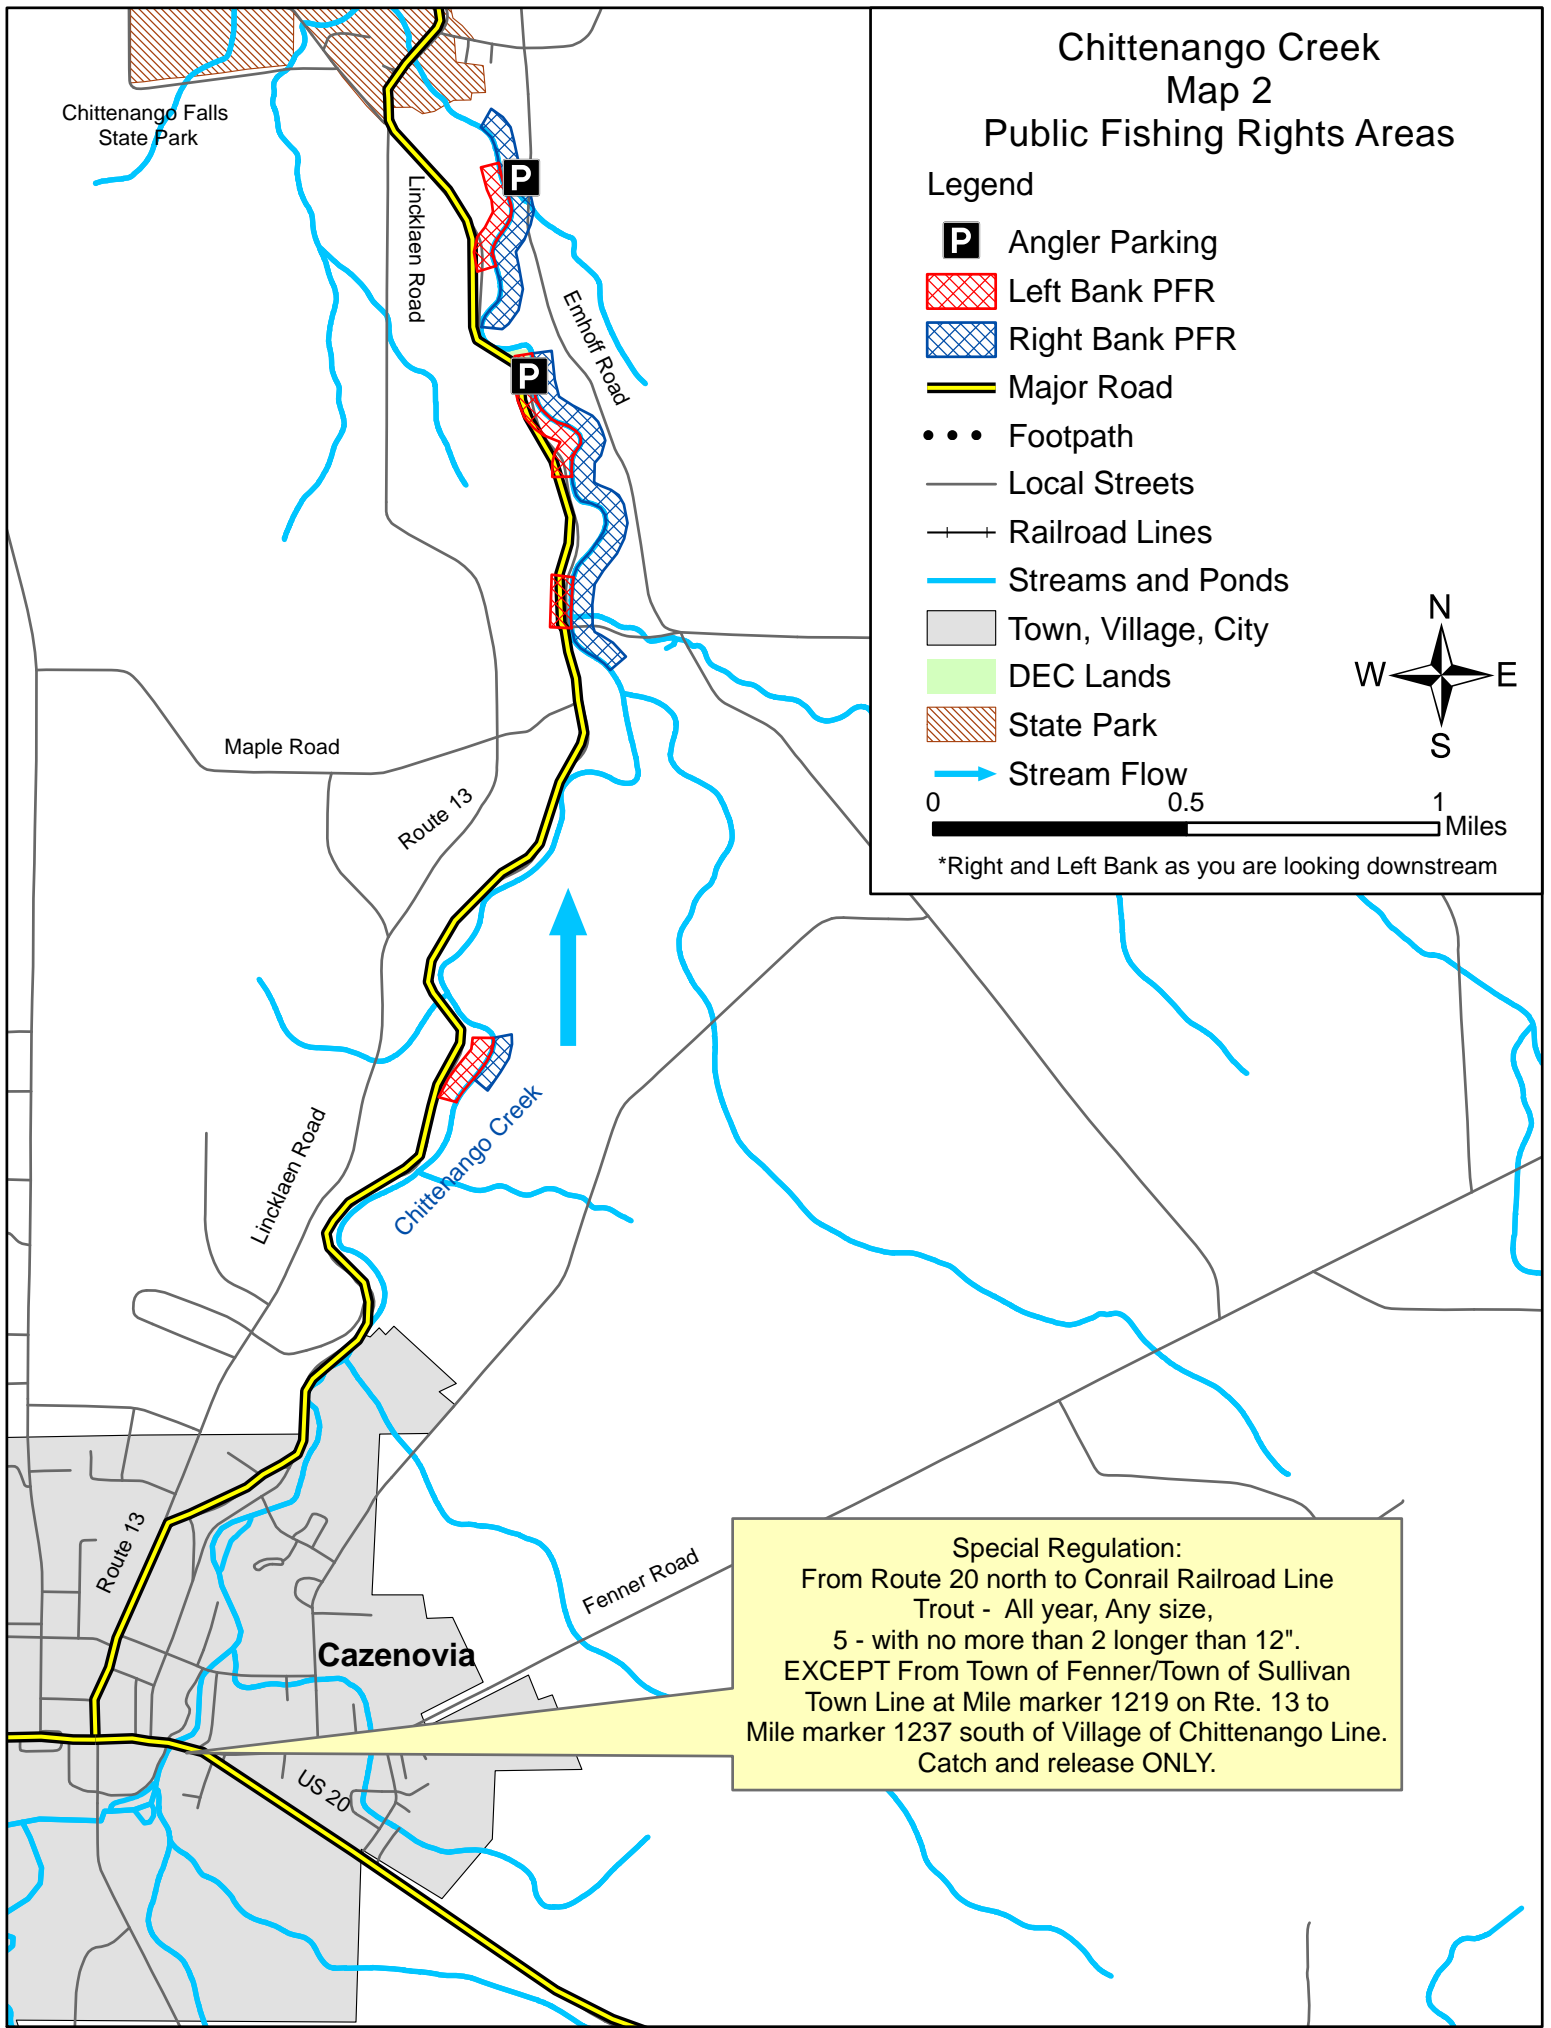 Chittenango Creek
Map 2
Public Fishing Rights Areas
Legend
P Angler Parking
Left Bank PFR
Right Bank PFR
Major Road
Footpath
Local Streets
Railroad Lines
Streams and Ponds
Town, Village, City
DEC Lands
State Park
Stream Flow
N
W E
S
0 0.5 1
Miles
*Right and Left Bank as you are looking downstream
Chittenango Falls
State Park
P
Lincklaen Road
Emhoff Road
P
Maple Road
Route 13
Chittenango Creek
Lincklaen Road
Route 13
Fenner Road
Cazenovia
US 20
Special Regulation:
From Route 20 north to Conrail Railroad Line
Trout - All year, Any size,
5 - with no more than 2 longer than 12".
EXCEPT From Town of Fenner/Town of Sullivan
Town Line at Mile marker 1219 on Rte. 13 to
Mile marker 1237 south of Village of Chittenango Line.
Catch and release ONLY.